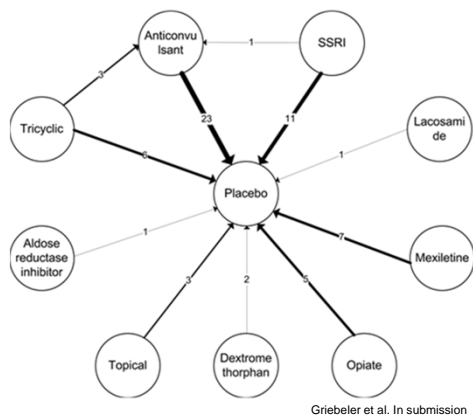 Anticonvu
lsant
SSRI
1
3
Tricyclic
23
11
Lacosami
de
6
1
Placebo
Aldose
reductase
inhibitor
1
7
Mexiletine
3
2
5
Topical
Dextrome
thorphan
Opiate
Griebeler et al. In submission